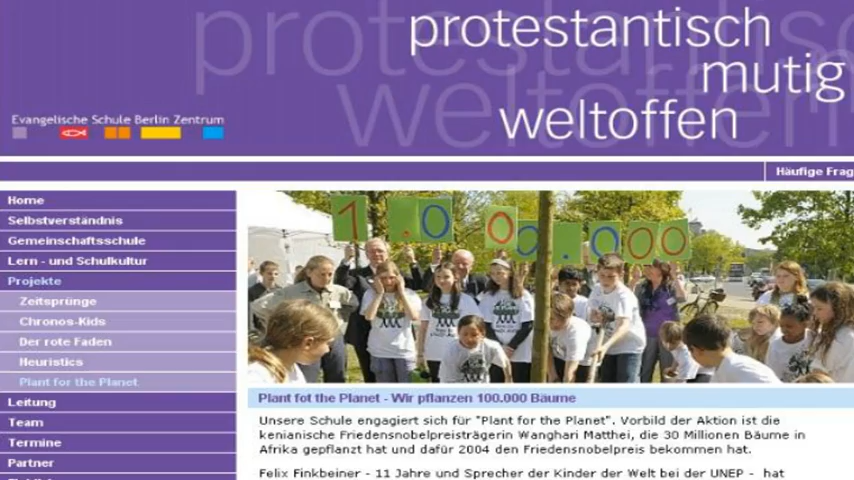 protestantisch
mutig
weltoffen
Evangelische Schule Berlin Zentrum
Häufige Frag
Home
Selbstverständnis
Gemeinschaftsschule
Lern - und Schulkultur
Projekte
Zeitsprünge
Chronos-Kids
Der rote Faden
Heuristics
Plant for the Planet
Leitung
Team
Termine
Partner
1.000.000
Plant fot the Planet - Wir pflanzen 100.000 Bäume
Unsere Schule engagiert sich für "Plant for the Planet". Vorbild der Aktion ist die
kenianische Friedensnobelpreisträgerin Wanghari Matthei, die 30 Millionen Bäume in
Afrika gepflanzt hat und dafür 2004 den Friedensnobelpreis bekommen hat.
Felix Finkbeiner - 11 Jahre und Sprecher der Kinder der Welt bei der UNEP - hat